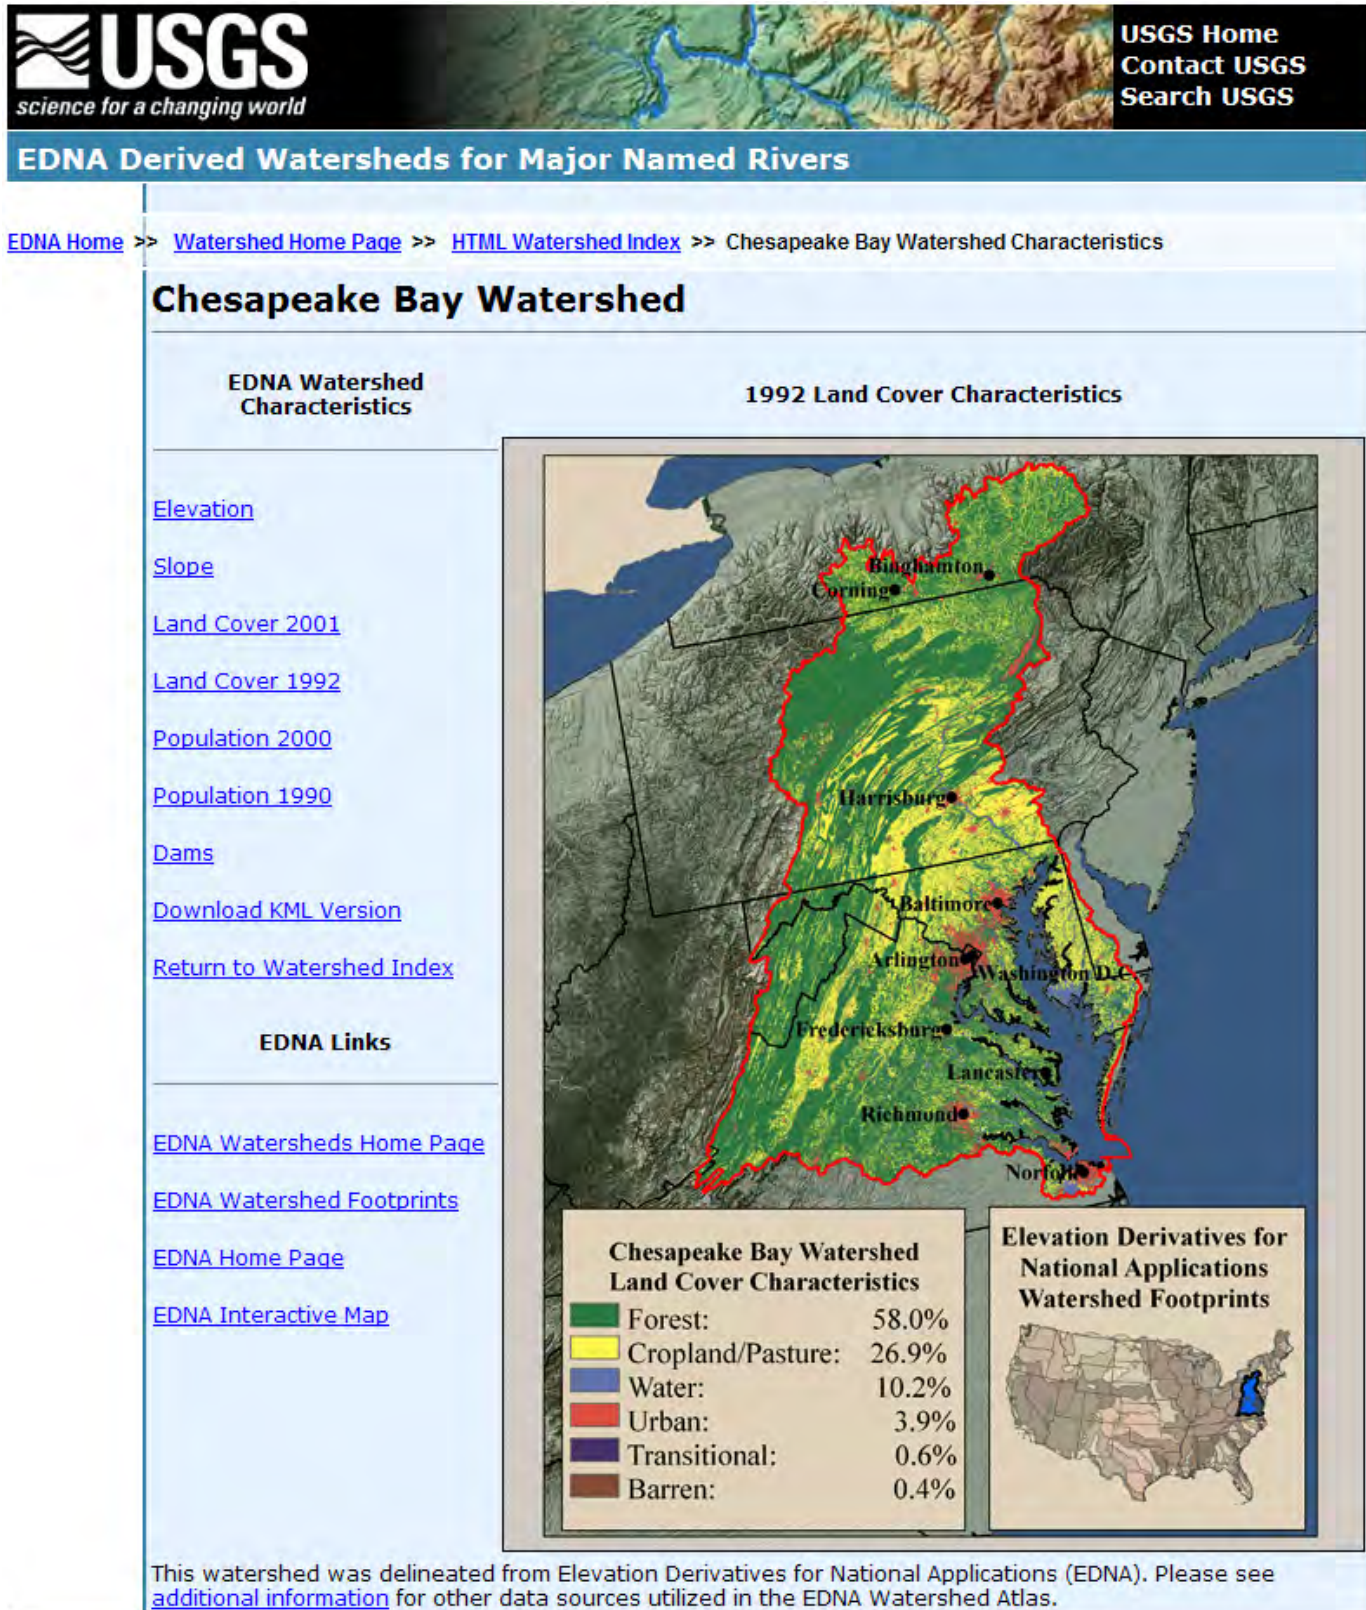 USGS
science for a changing world
USGS Home
Contact USGS
Search USGS
EDNA Derived Watersheds for Major Named Rivers
EDNA Home >> Watershed Home Page >> HTML Watershed Index >> Chesapeake Bay Watershed Characteristics
Chesapeake Bay Watershed
EDNA Watershed
Characteristics
Elevation
Slope
Land Cover 2001
Land Cover 1992
Population 2000
Population 1990
Dams
Download KML Version
Return to Watershed Index
EDNA Links
EDNA Watersheds Home Page
EDNA Watershed Footprints
EDNA Home Page
EDNA Interactive Map
1992 Land Cover Characteristics
Binghamton
Corning
Harrisburg
Baltimore
Arlington
Washington D.C.
Fredericksburg
Lancaster
Richmond
Norfolk
Chesapeake Bay Watershed
Land Cover Characteristics
Forest: 58.0%
Cropland/Pasture: 26.9%
Water: 10.2%
Urban: 3.9%
Transitional: 0.6%
Barren: 0.4%
Elevation Derivatives for
National Applications
Watershed Footprints
This watershed was delineated from Elevation Derivatives for National Applications (EDNA). Please see
additional information for other data sources utilized in the EDNA Watershed Atlas.